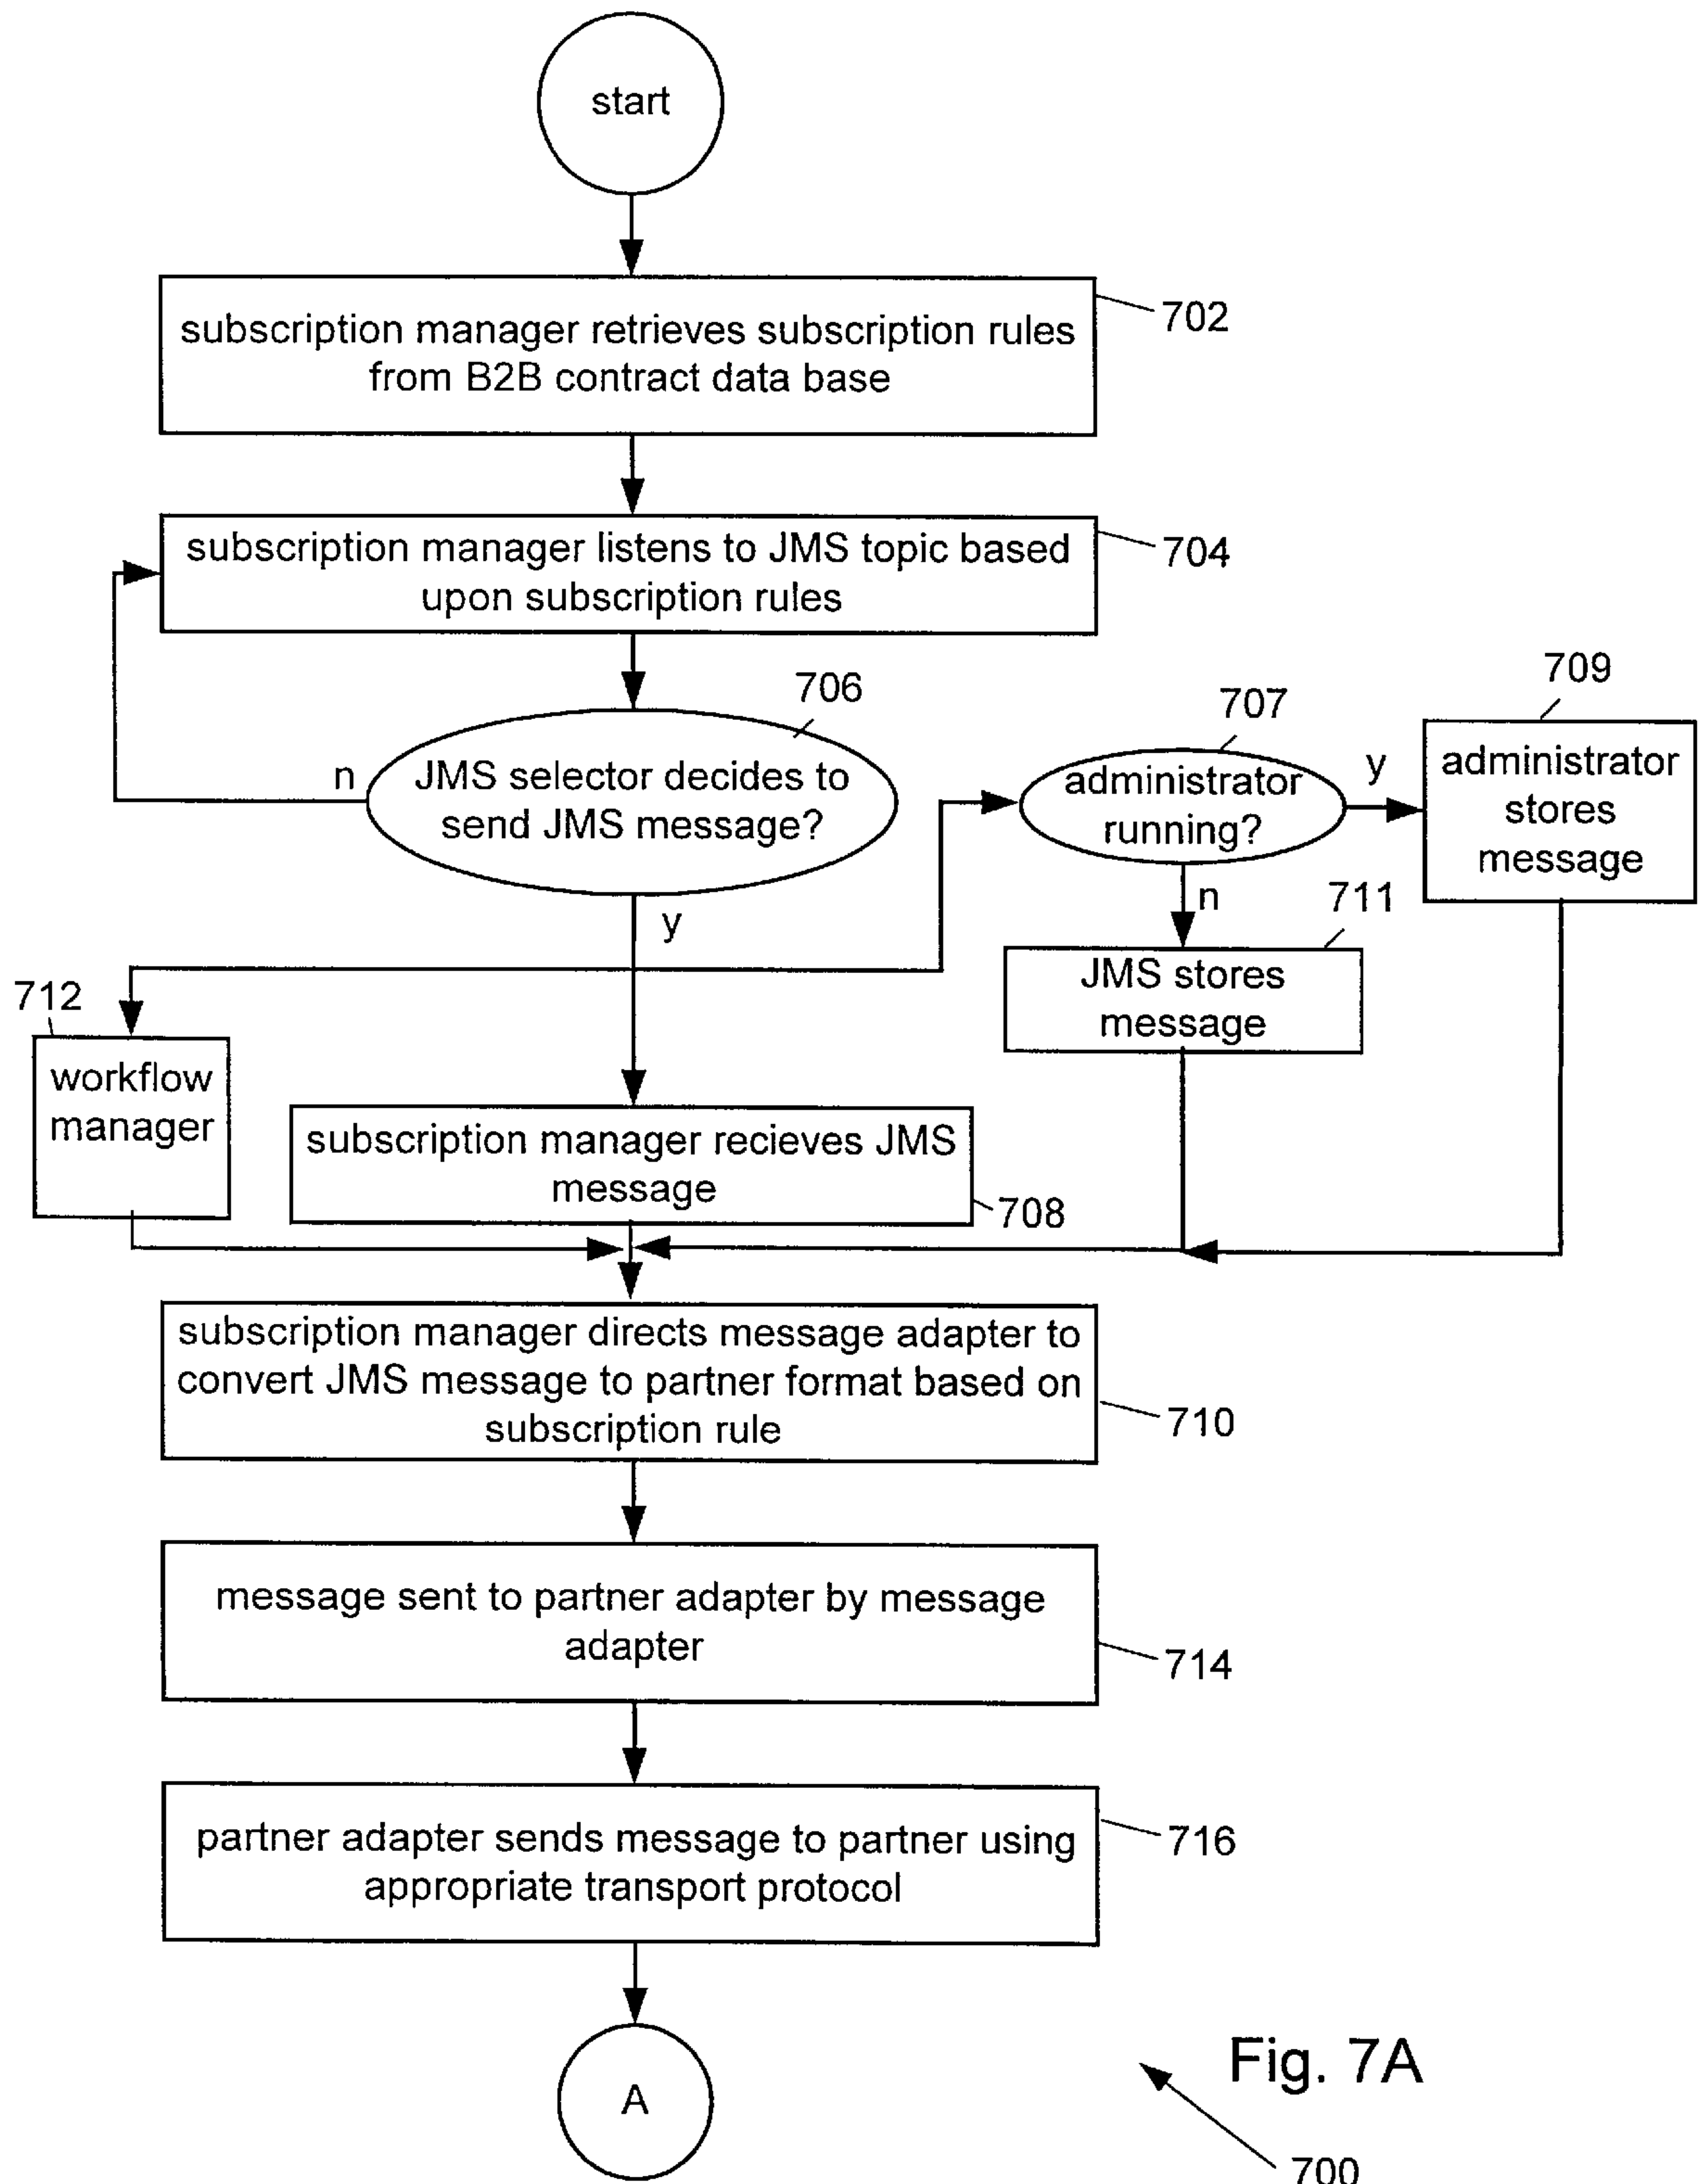 start
subscription manager retrieves subscription rules
from B2B contract data base
702
subscription manager listens to JMS topic based
upon subscription rules
704
706
JMS selector decides to
send JMS message?
n
y
707
administrator
running?
y
n
709
administrator
stores
message
711
JMS stores
message
712
workflow
manager
subscription manager recieves JMS
message
708
subscription manager directs message adapter to
convert JMS message to partner format based on
subscription rule
710
message sent to partner adapter by message
adapter
714
partner adapter sends message to partner using
appropriate transport protocol
716
A
Fig. 7A
700